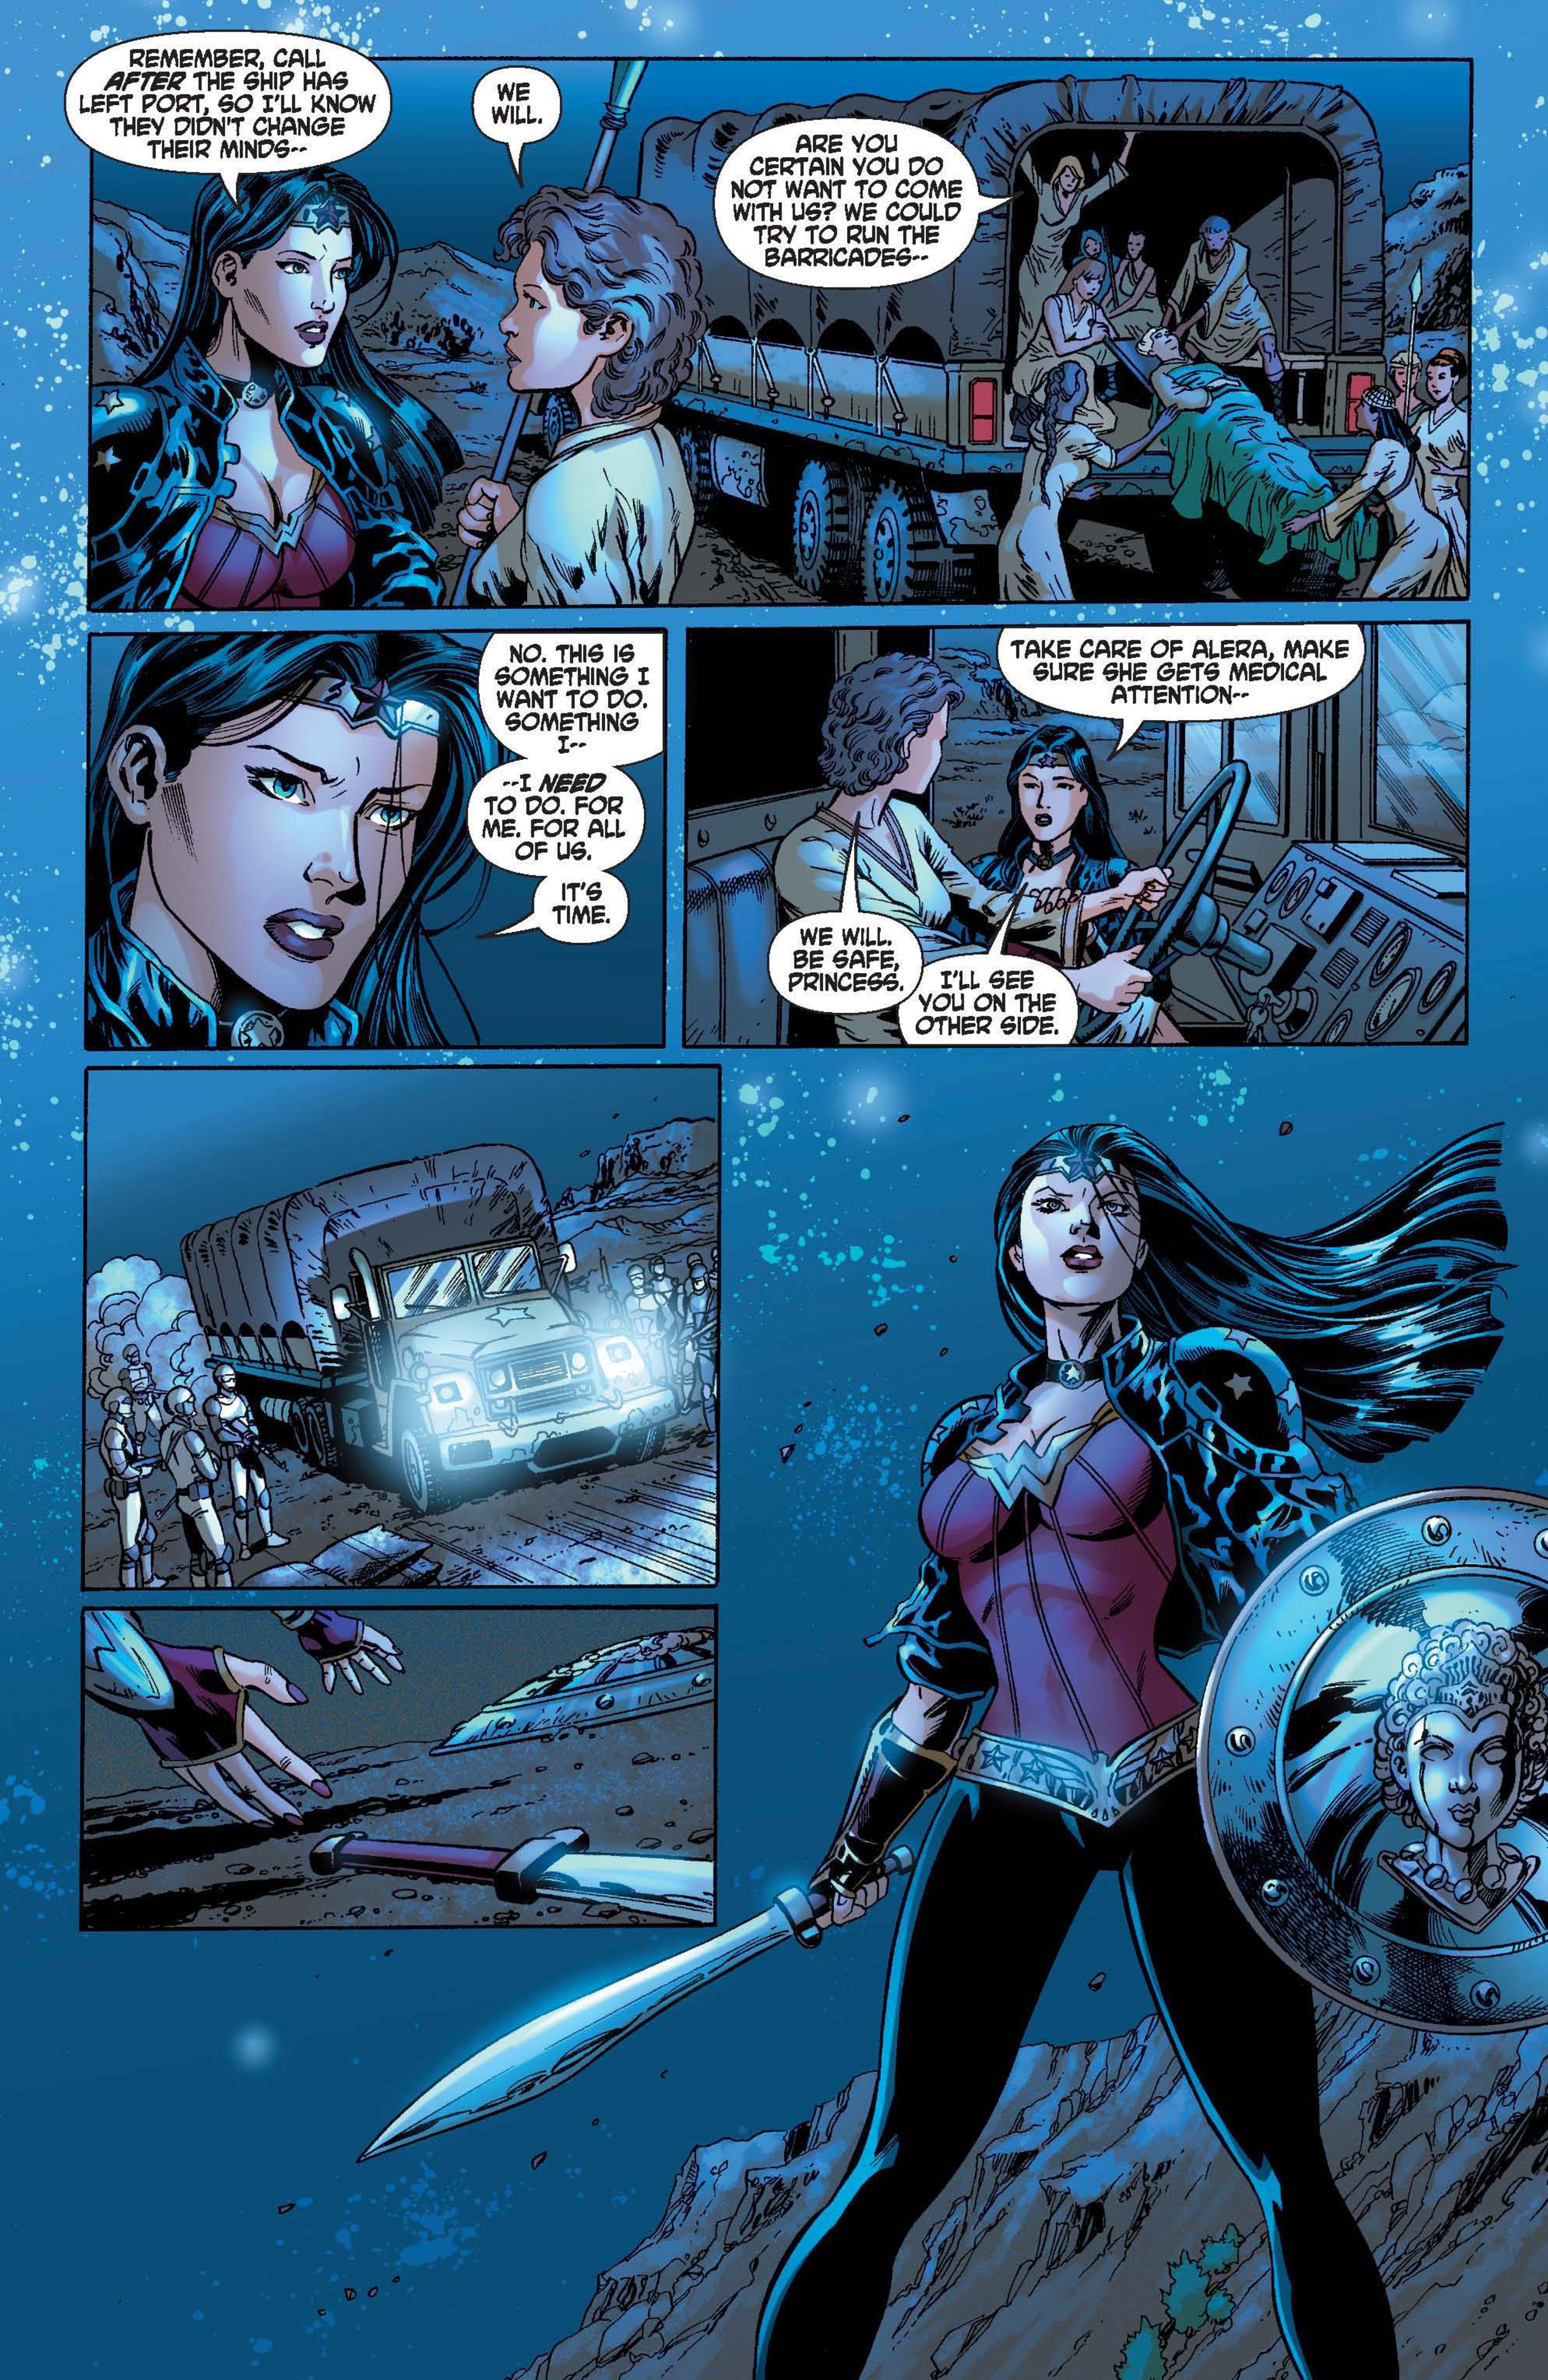 REMEMBER, CALL
AFTER THE SHIP HAS
LEFT PORT, SO I'LL KNOW
THEY DIDN'T CHANGE
THEIR MINDS--
WE
WILL.
ARE YOU
CERTAIN YOU DO
NOT WANT TO COME
WITH US? WE COULD
TRY TO RUN THE
BARRICADES--
NO. THIS IS
SOMETHING I
WANT TO DO.
SOMETHING
I--
--I NEED
TO DO. FOR
ME. FOR ALL
OF US.
IT'S
TIME.
TAKE CARE OF ALERA, MAKE
SURE SHE GETS MEDICAL
ATTENTION--
WE WILL.
BE SAFE,
PRINCESS.
I'LL SEE
YOU ON THE
OTHER SIDE.